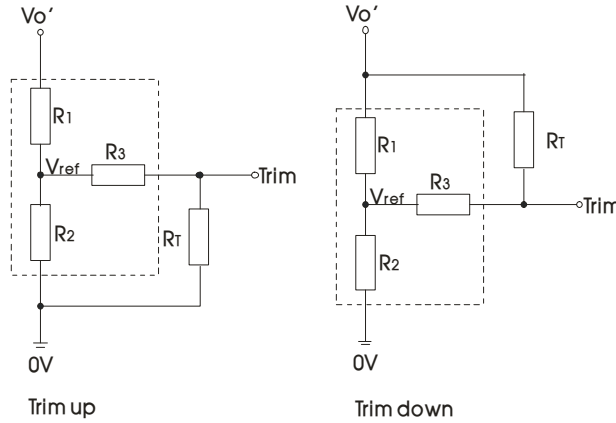 Vo'
R1
Vref
R3
Trim
R2
RT
0V
Trim up
Vo'
R1
RT
Vref
R3
Trim
R2
0V
Trim down